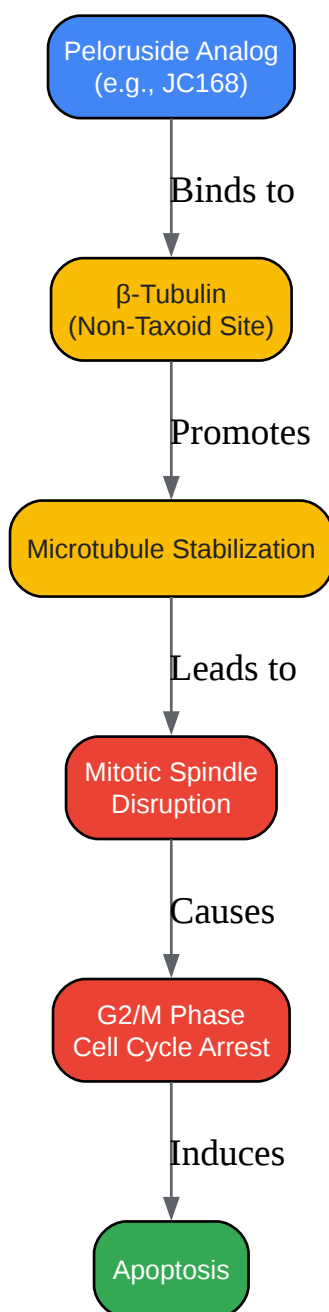 Peloruside Analog
(e.g., JC168)
Binds to
β-Tubulin
(Non-Taxoid Site)
Promotes
Microtubule Stabilization
Leads to
Mitotic Spindle
Disruption
Causes
G2/M Phase
Cell Cycle Arrest
Induces
Apoptosis